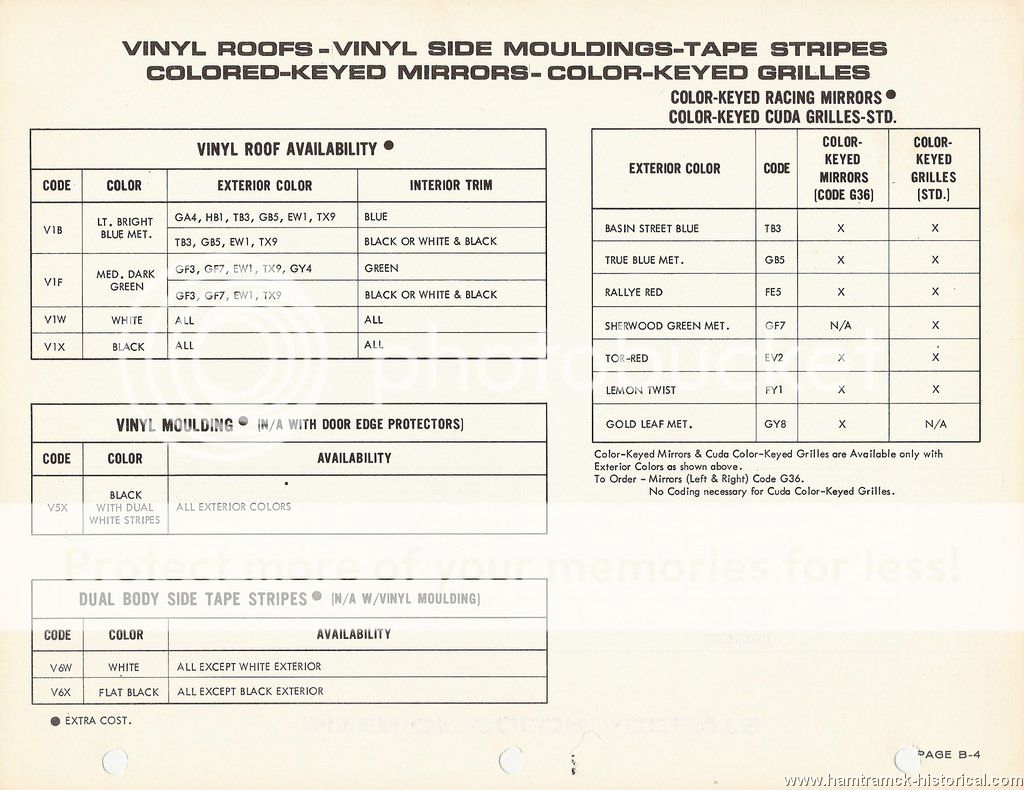 VINYL ROOFS-VINYL SIDE MOULDINGS-TAPE STRIPES
COLORED-KEYED MIRRORS-COLOR-KEYED GRILLES
VINYL ROOF AVAILABILITY ●
CODE COLOR EXTERIOR COLOR INTERIOR TRIM
V1B LT. BRIGHT BLUE MET. GA4, HB1, TB3, GB5, EW1, TX9 BLUE
TB3, GB5, EW1, TX9 BLACK OR WHITE & BLACK
V1F MED. DARK GREEN GF3, GF7, EW1, TX9, GY4 GREEN
GF3, GF7, EW1, TX9 BLACK OR WHITE & BLACK
V1W WHITE ALL ALL
V1X BLACK ALL ALL
VINYL MOULDING ● (N/A WITH DOOR EDGE PROTECTORS)
CODE COLOR AVAILABILITY
V5X BLACK WITH DUAL WHITE STRIPES ALL EXTERIOR COLORS
DUAL BODY SIDE TAPE STRIPES ● (N/A W/VINYL MOULDING)
CODE COLOR AVAILABILITY
V6W WHITE ALL EXCEPT WHITE EXTERIOR
V6X FLAT BLACK ALL EXCEPT BLACK EXTERIOR
● EXTRA COST.
COLOR-KEYED RACING MIRRORS ●
COLOR-KEYED CUDA GRILLES-STD.
EXTERIOR COLOR CODE COLOR-KEYED MIRRORS (CODE G36) COLOR-KEYED GRILLES (STD.)
BASIN STREET BLUE TB3 X X
TRUE BLUE MET. GB5 X X
RALLYE RED FE5 X X
SHERWOOD GREEN MET. GF7 N/A X
TOR-RED EV2 X X
LEMON TWIST FY1 X X
GOLD LEAF MET. GY8 X N/A
Color-Keyed Mirrors & Cuda Color-Keyed Grilles are Available only with
Exterior Colors as shown above.
To Order - Mirrors (Left & Right) Code G36.
No Coding necessary for Cuda Color-Keyed Grilles.
PAGE B-4
photobucket
Protect more of your memories for less!
www.hamtramck-historical.com